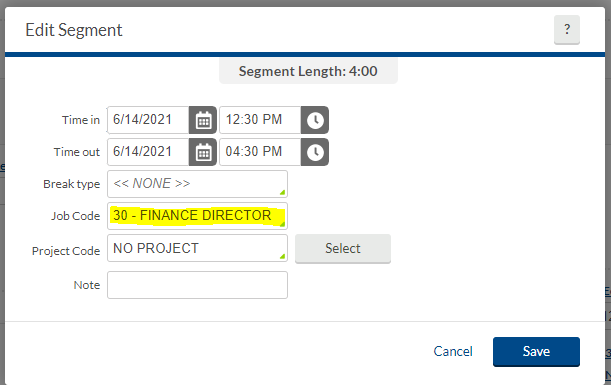 Edit Segment ?
Segment Length: 4:00
Time in 6/14/2021 12:30 PM
Time out 6/14/2021 04:30 PM
Break type << NONE >>
Job Code 30 - FINANCE DIRECTOR
Project Code NO PROJECT Select
Note
Cancel Save